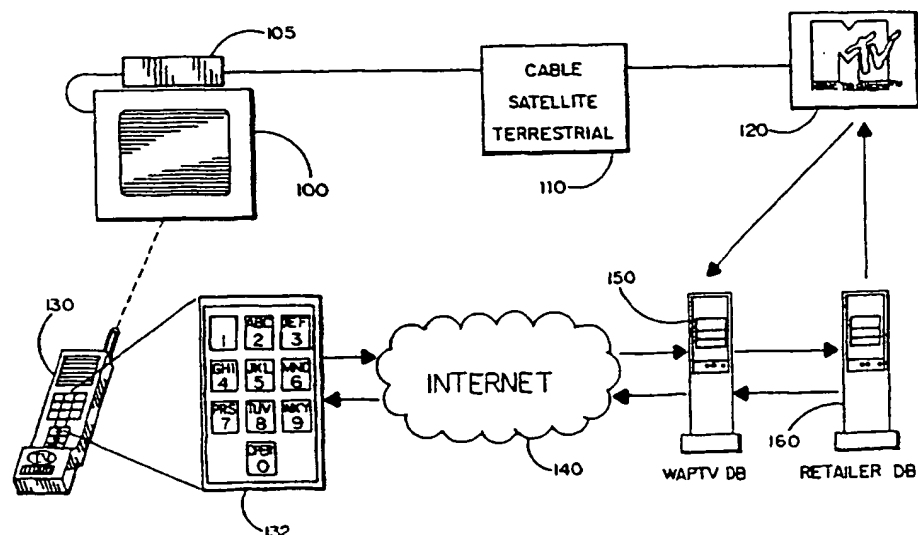 105
CABLE
SATELLITE
TERRESTRIAL
110
MTV
120
100
130
1
ABC
2
DEF
3
GHI
4
JKL
5
MNO
6
PRS
7
TUV
8
WXY
9
OPER
0
132
INTERNET
140
150
WAPTV DB
160
RETAILER DB